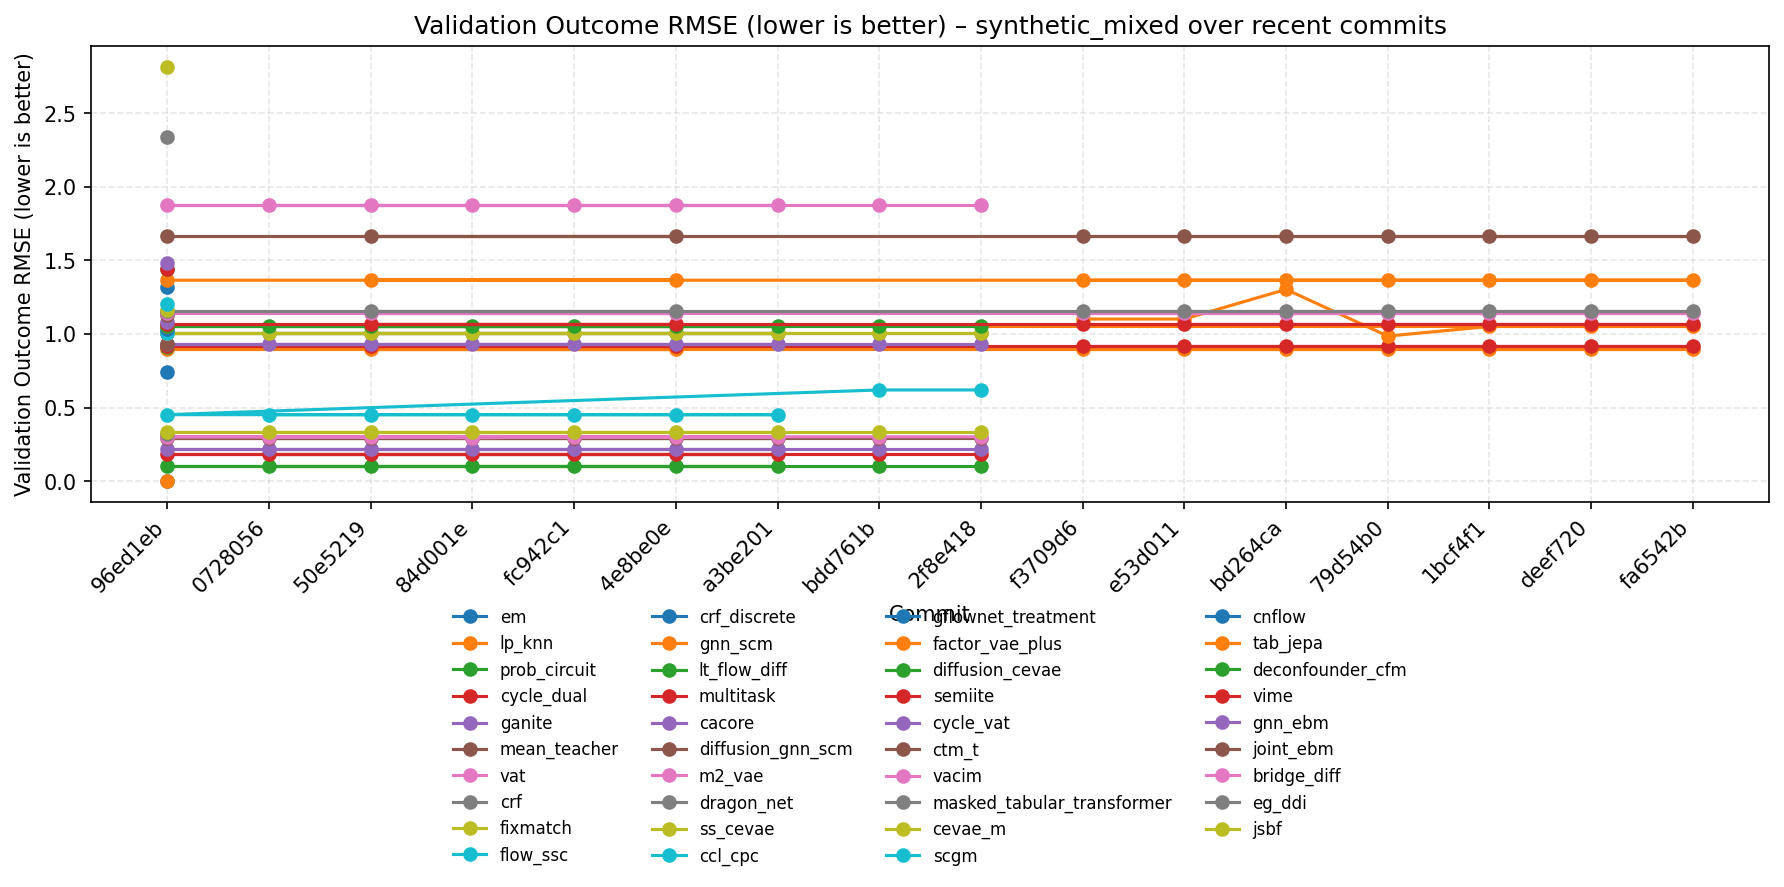 Validation Outcome RMSE (lower is better) – synthetic_mixed over recent commits
Validation Outcome RMSE (lower is better)
2.5
2.0
1.5
1.0
0.5
0.0
96ed1eb
0728056
50e5219
84d001e
fc942c1
4e8be0e
a3be201
bdd761b
2f8e418
f3709d6
e53d011
bd264ca
79d54b0
1bcf4f1
deef720
fa6542b
Commit
em
lp_knn
prob_circuit
cycle_dual
ganite
mean_teacher
vat
crf
fixmatch
flow_ssc
crf_discrete
gnn_scm
lt_flow_diff
multitask
cacore
diffusion_gnn_scm
m2_vae
dragon_net
ss_cevae
ccl_cpc
gflownet_treatment
factor_vae_plus
diffusion_cevae
semiite
cycle_vat
ctm_t
vacim
masked_tabular_transformer
cevae_m
scgm
cnflow
tab_jepa
deconfounder_cfm
vime
gnn_ebm
joint_ebm
bridge_diff
eg_ddi
jsbf